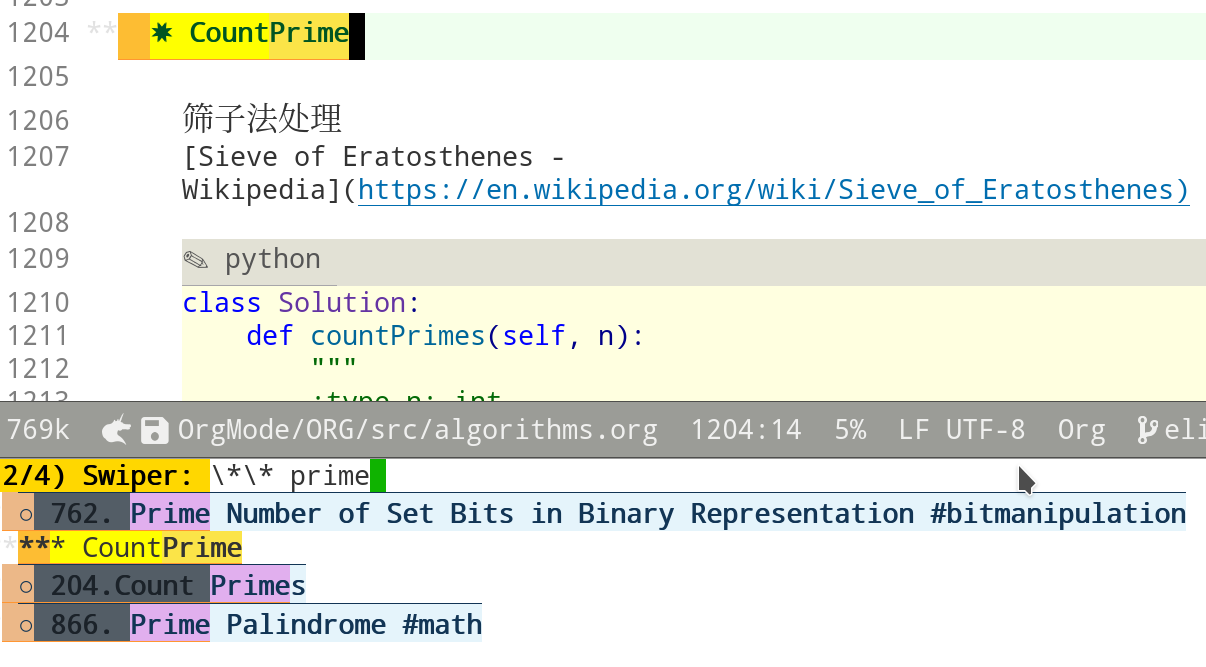 1204 ** ✸ CountPrime
1205
1206 筛子法处理
1207 [Sieve of Eratosthenes -
Wikipedia](https://en.wikipedia.org/wiki/Sieve_of_Eratosthenes)
1208
1209 ✎ python
1210 class Solution:
1211 def countPrimes(self, n):
1212 """
1213 :type n: int
769k OrgMode/ORG/src/algorithms.org 1204:14 5% LF UTF-8 Org eli
2/4) Swiper: \*\* prime
○ 762. Prime Number of Set Bits in Binary Representation #bitmanipulation
**** CountPrime
○ 204.Count Primes
○ 866. Prime Palindrome #math